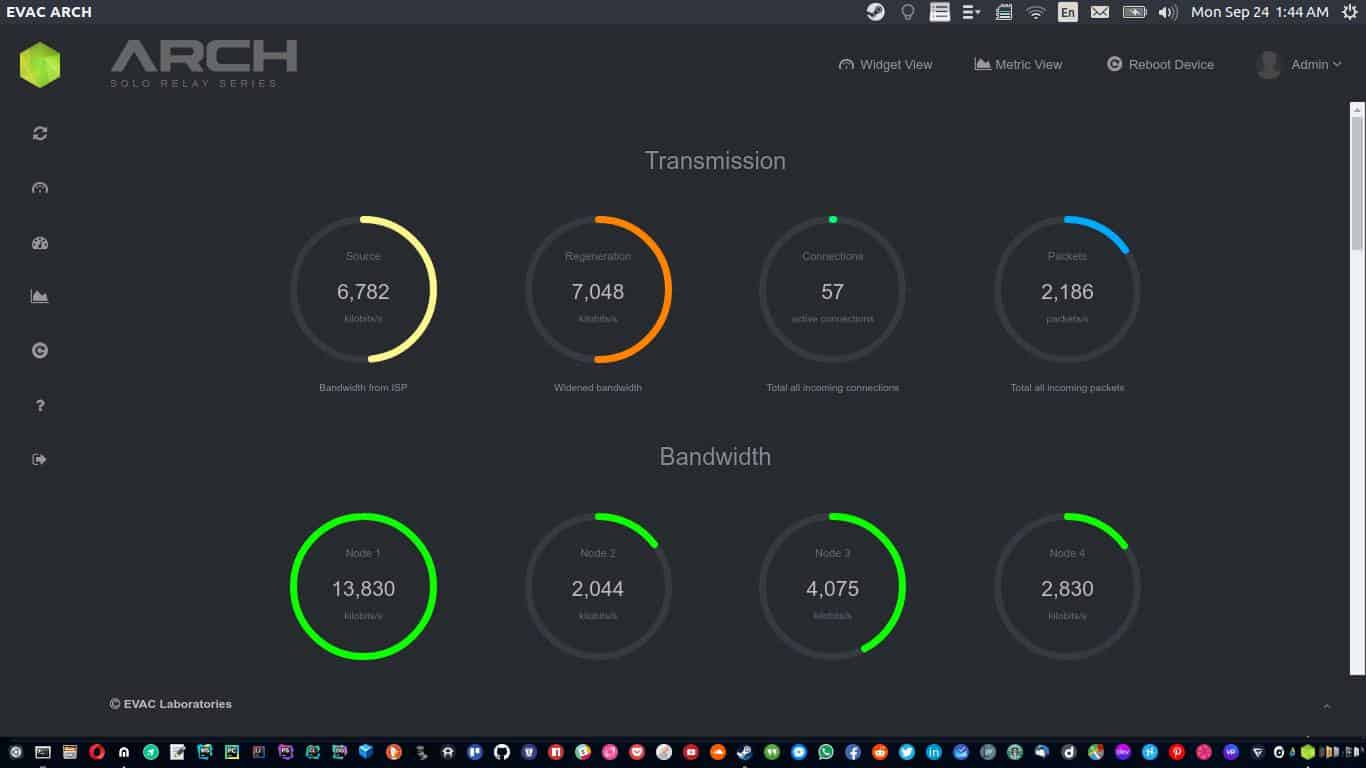 EVAC ARCH
En
Mon Sep 24 1:44 AM
ARCH
SOLO RELAY SERIES
Widget View
Metric View
Reboot Device
Admin
Transmission
Source
6,782
kilobits/s
Bandwidth from ISP
Regeneration
7,048
kilobits/s
Widened bandwidth
Connections
57
active connections
Total all incoming connections
Packets
2,186
packets/s
Total all incoming packets
?
Bandwidth
Node 1
13,830
kilobits/s
Node 2
2,044
kilobits/s
Node 3
4,075
kilobits/s
Node 4
2,830
kilobits/s
© EVAC Laboratories